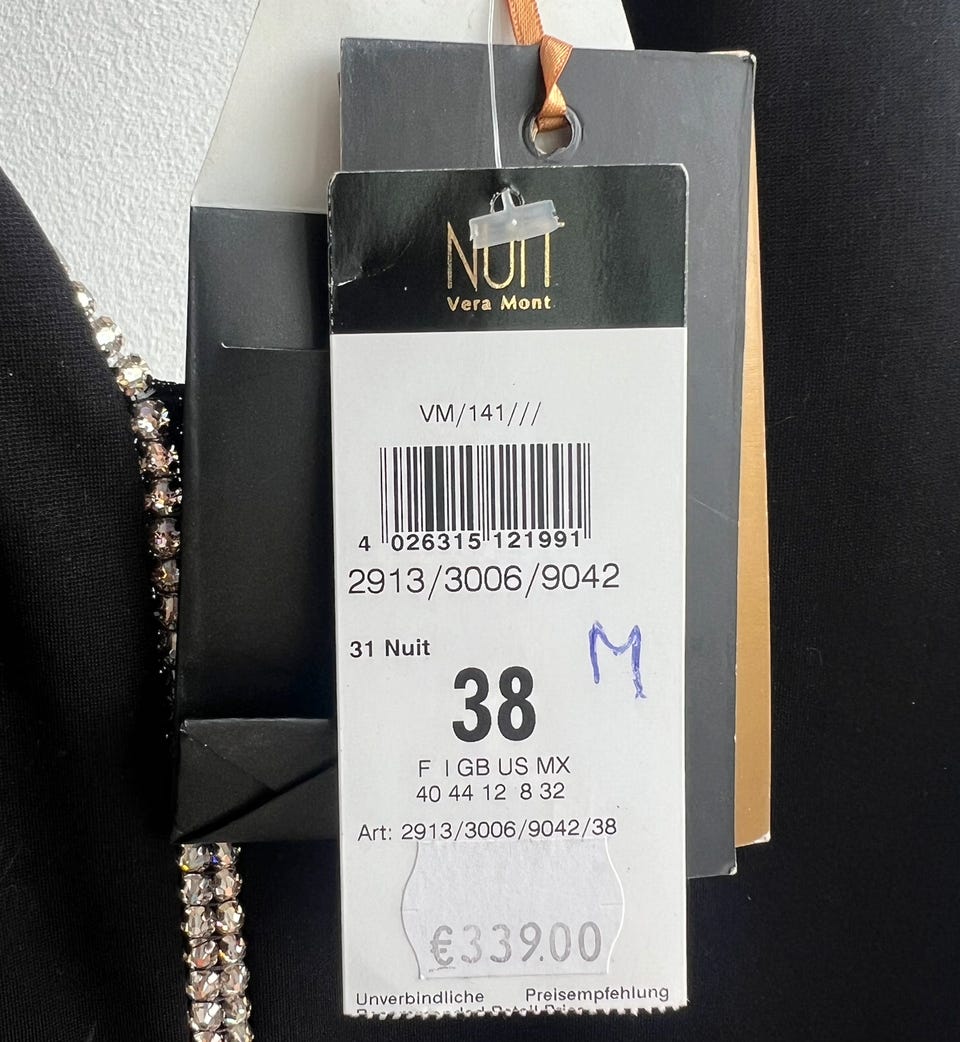 NUIT
Vera Mont
VM/141///
4 026315 121991
2913/3006/9042
31 Nuit
M
38
F I GB US MX
40 44 12 8 32
Art: 2913/3006/9042/38
€339.00
Unverbindliche Preisempfehlung